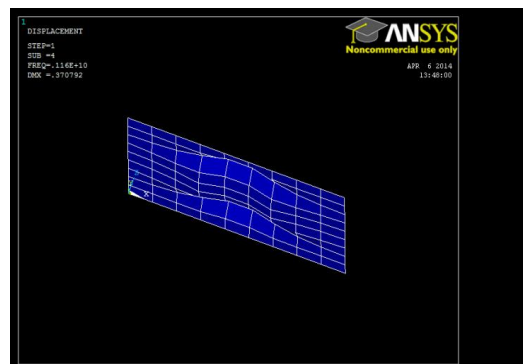 1
DISPLACEMENT
STEP=1
SUB =4
FREQ=.116E+10
DMX =.370792
ANSYS
Noncommercial use only
APR 6 2014
13:48:00
X